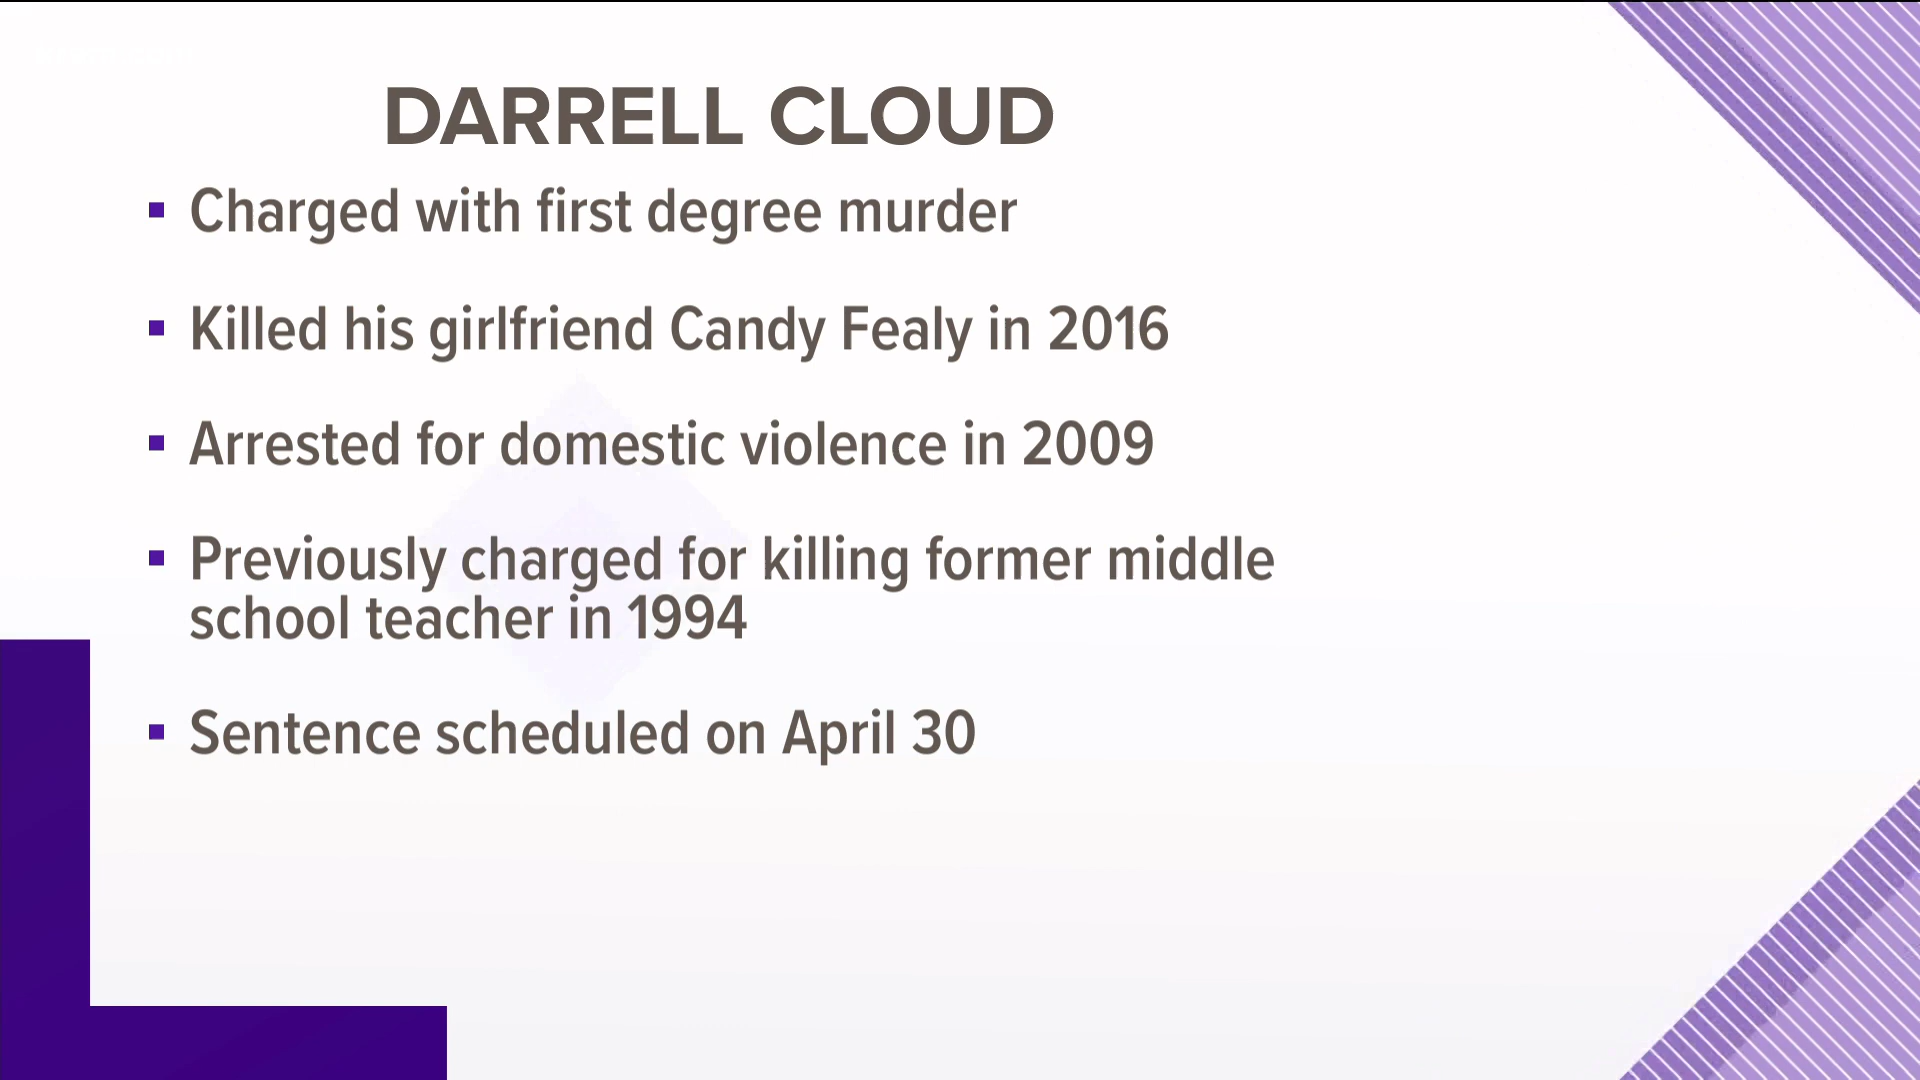 DARRELL CLOUD
▪ Charged with first degree murder
▪ Killed his girlfriend Candy Fealy in 2016
▪ Arrested for domestic violence in 2009
▪ Previously charged for killing former middle
school teacher in 1994
▪ Sentence scheduled on April 30